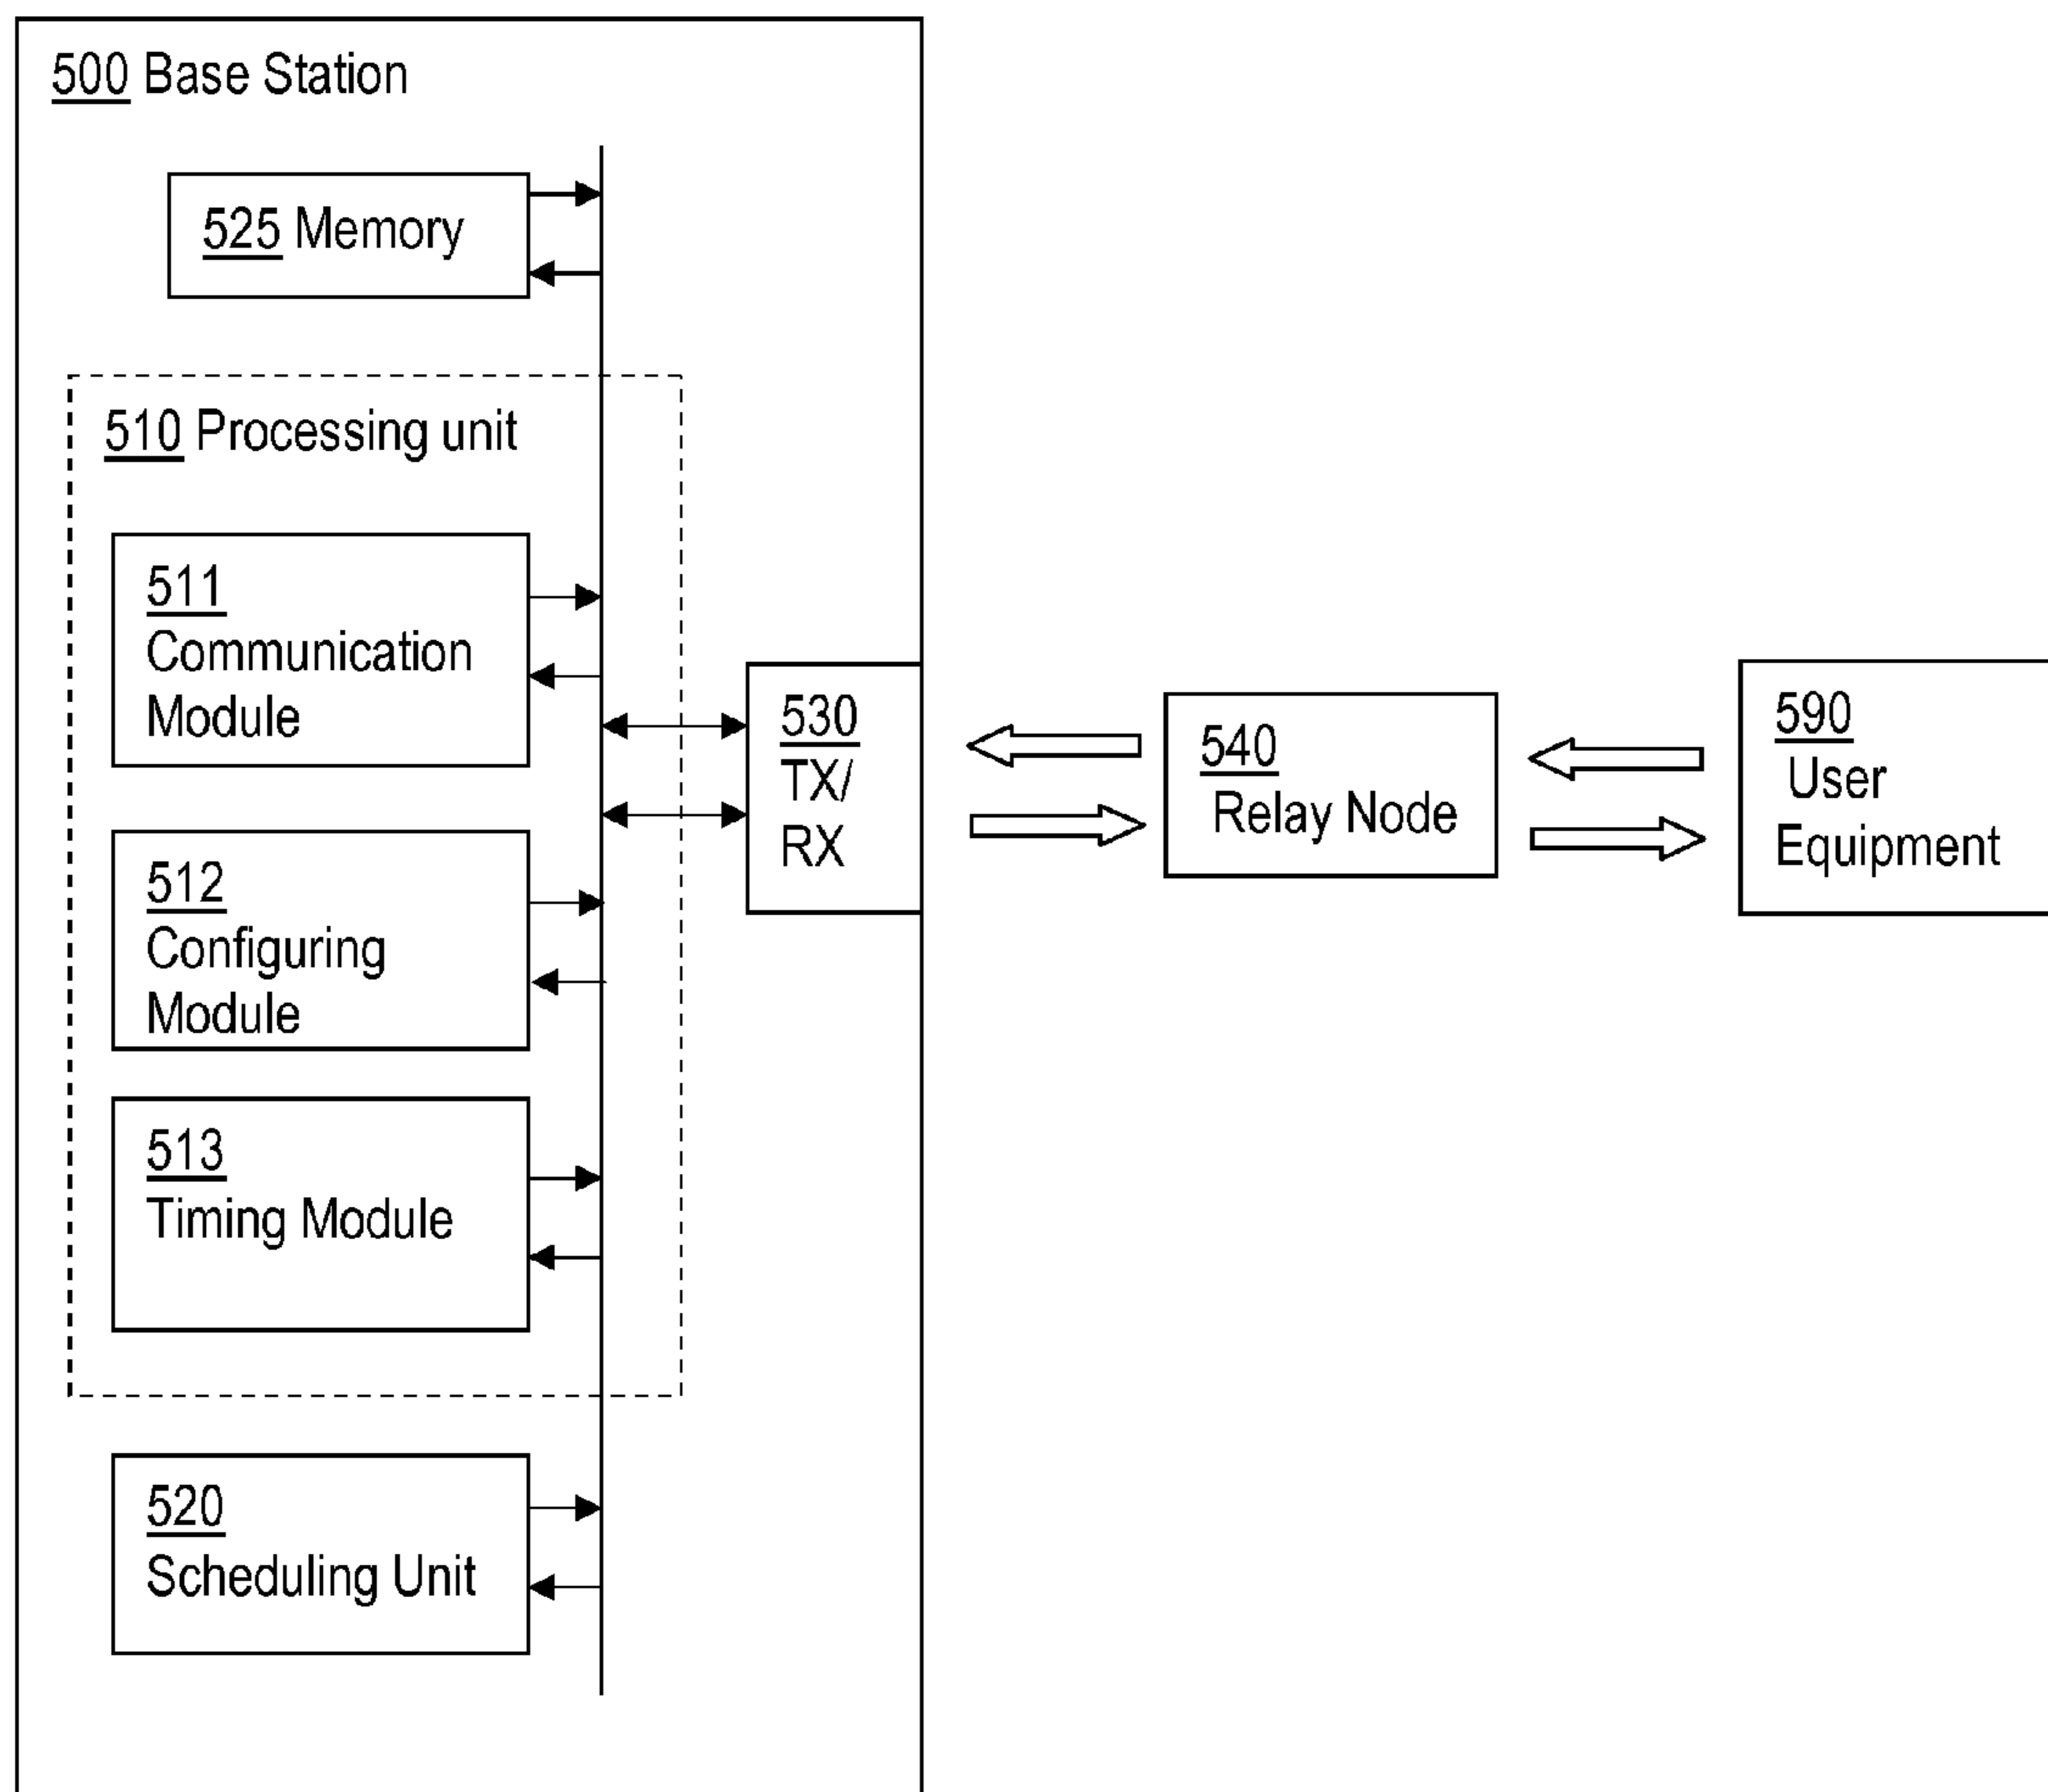 500 Base Station
525 Memory
510 Processing unit
511
Communication
Module
530
TX/
RX
540
Relay Node
590
User
Equipment
512
Configuring
Module
513
Timing Module
520
Scheduling Unit